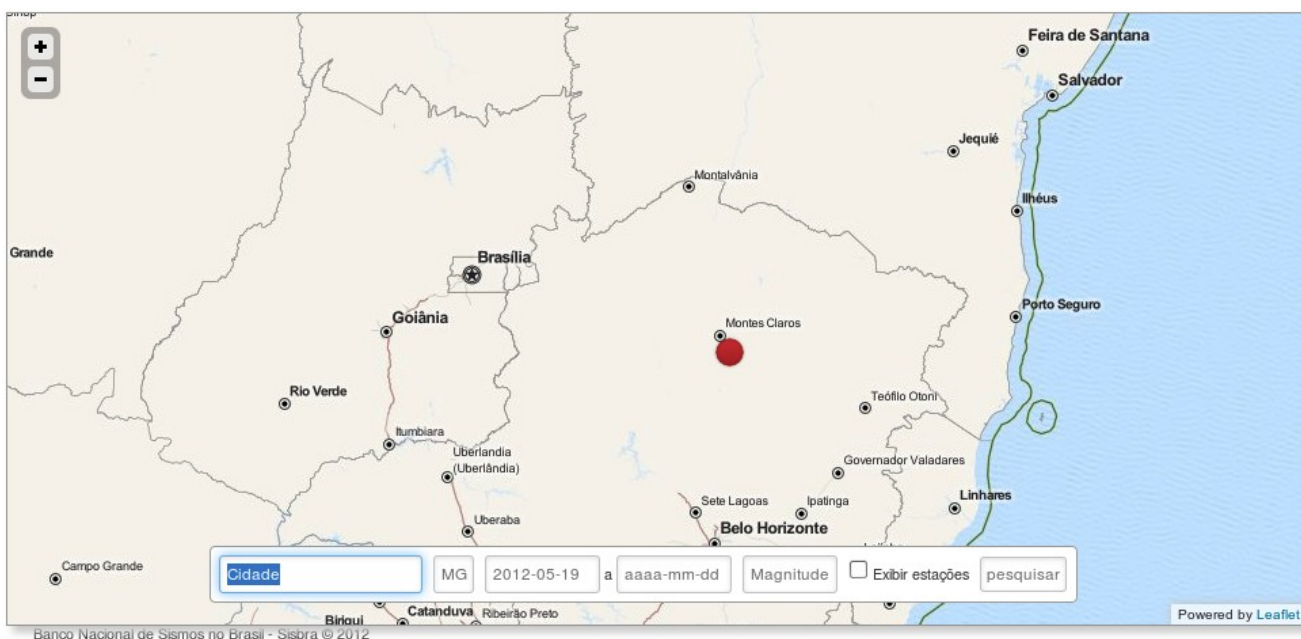 +
−
Feira de Santana
Salvador
Jequié
Montalvânia
Ilhéus
Grande
Brasília
Porto Seguro
Goiânia
Montes Claros
Rio Verde
Teófilo Otoni
Itumbiara
Uberlandia
(Uberlândia)
Governador Valadares
Sete Lagoas
Ipatinga
Linhares
Uberaba
Belo Horizonte
Campo Grande
Cidade
MG
2012-05-19
a
aaaa-mm-dd
Magnitude
Exibir estações
pesquisar
Birigui
Catanduva
Ribeirão Preto
Powered by Leaflet
Banco Nacional de Sismos no Brasil - Sisbra © 2012